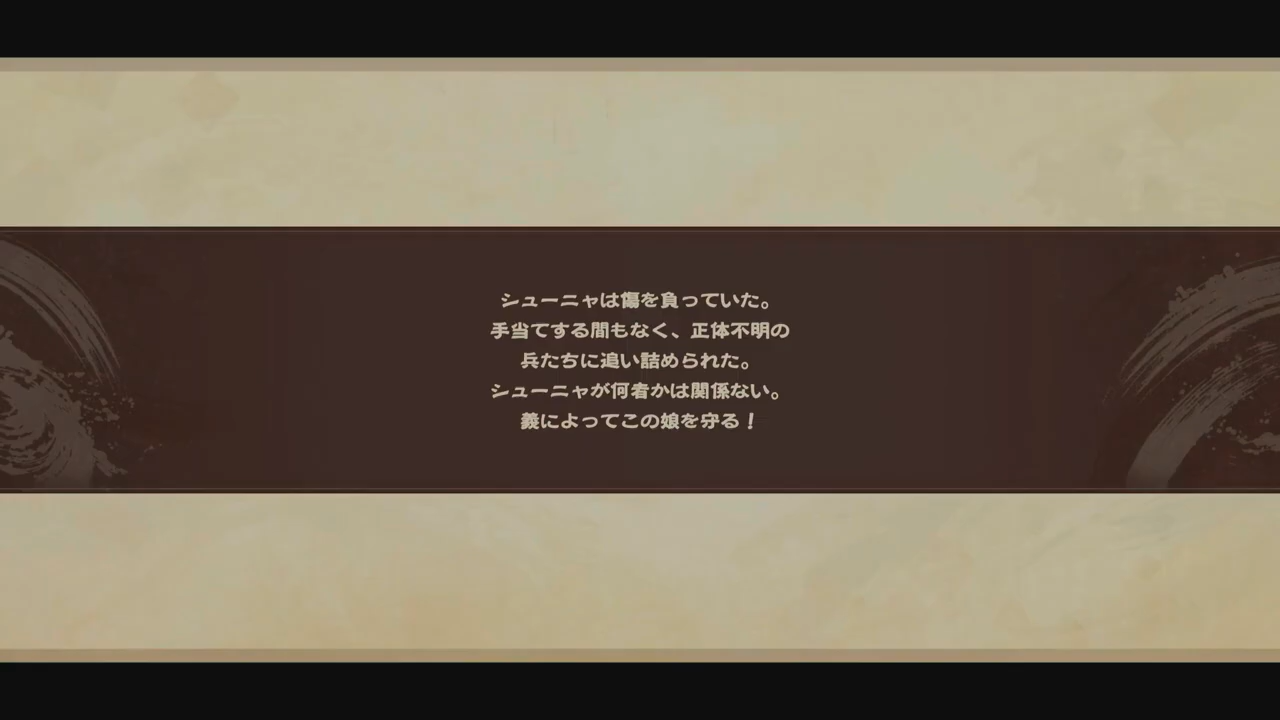 シューニャは傷を負っていた。
手当てする間もなく、正体不明の
兵たちに追い詰められた。
シューニャが何者かは関係ない。
義によってこの娘を守る！